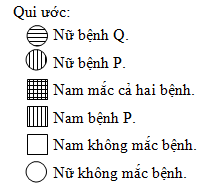 Qui ước:
Nữ bệnh Q.
Nữ bệnh P.
Nam mắc cả hai bệnh.
Nam bệnh P.
Nam không mắc bệnh.
Nữ không mắc bệnh.